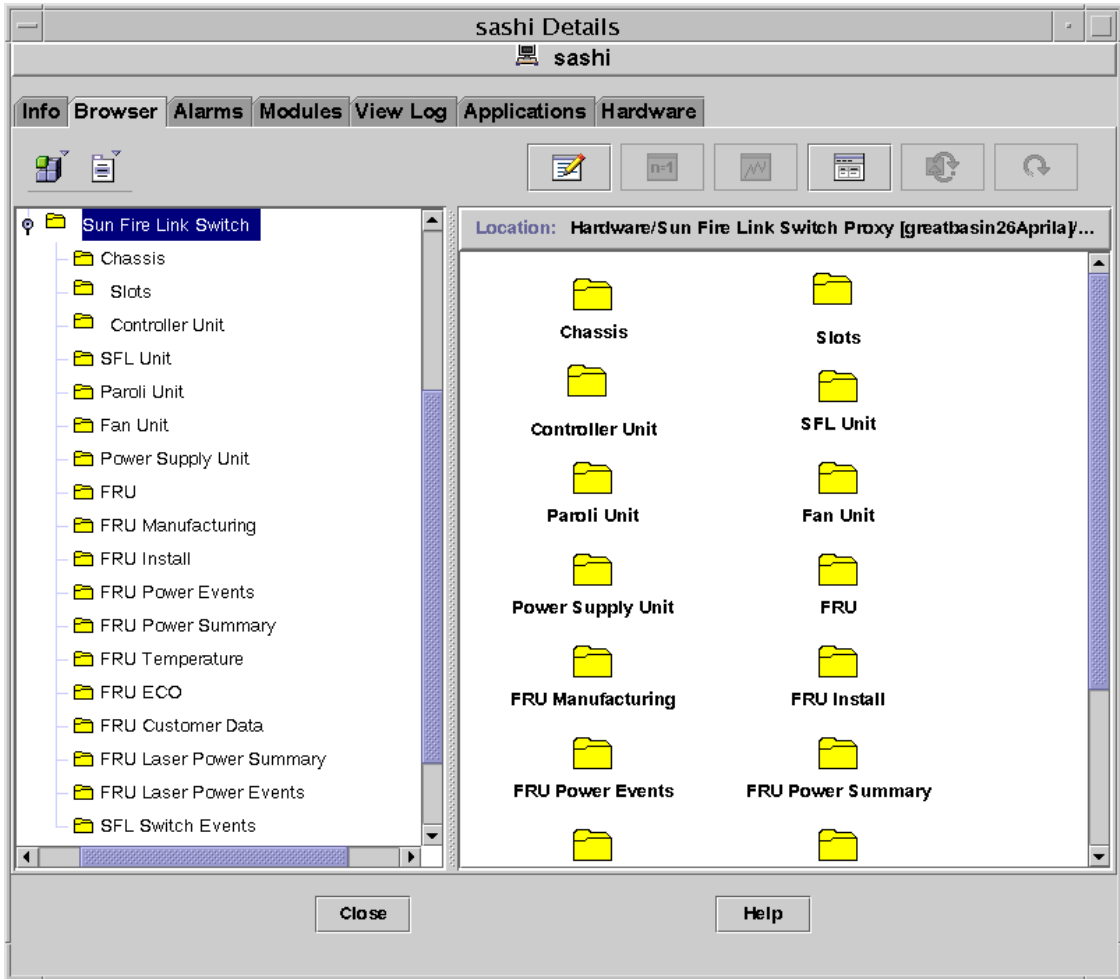 sashi Details
sashi
Info Browser Alarms Modules View Log Applications Hardware
n=1
Sun Fire Link Switch
Chassis
Slots
Controller Unit
SFL Unit
Paroli Unit
Fan Unit
Power Supply Unit
FRU
FRU Manufacturing
FRU Install
FRU Power Events
FRU Power Summary
FRU Temperature
FRU ECO
FRU Customer Data
FRU Laser Power Summary
FRU Laser Power Events
SFL Switch Events
Location: Hardware/Sun Fire Link Switch Proxy [greatbasin26Aprila]/...
Chassis
Slots
Controller Unit
SFL Unit
Paroli Unit
Fan Unit
Power Supply Unit
FRU
FRU Manufacturing
FRU Install
FRU Power Events
FRU Power Summary
Close
Help